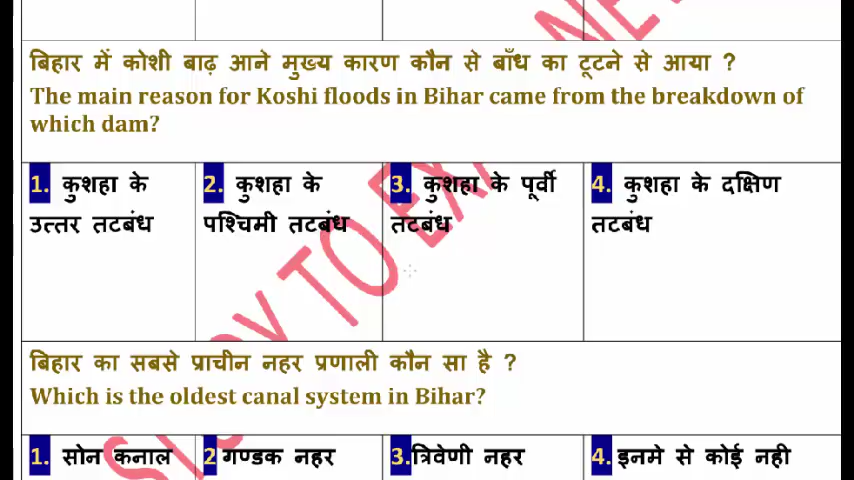 बिहार में कोशी बाढ़ आने मुख्य कारण कौन से बाँध का टूटने से आया ?
The main reason for Koshi floods in Bihar came from the breakdown of
which dam?
1. कुशहा के
उत्तर तटबंध
2. कुशहा के
पश्चिमी तटबंध
3. कुशहा के पूर्वी
तटबंध
4. कुशहा के दक्षिण
तटबंध
बिहार का सबसे प्राचीन नहर प्रणाली कौन सा है ?
Which is the oldest canal system in Bihar?
1. सोन कनाल
2 गण्डक नहर
3.त्रिवेणी नहर
4. इनमे से कोई नही